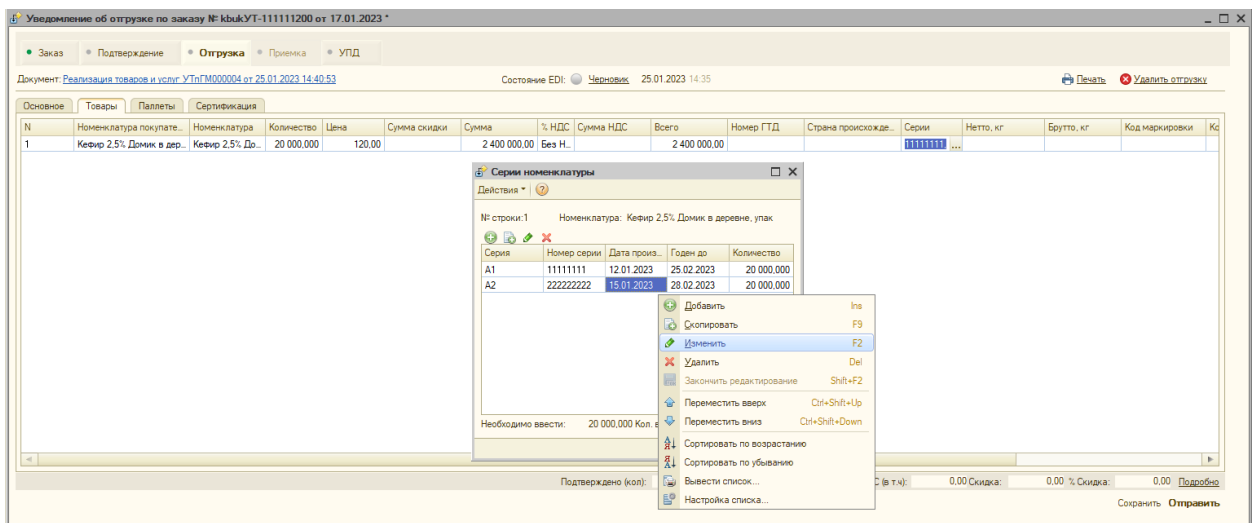 Уведомление об отгрузке по заказу № kbukУТ-111111200 от 17.01.2023 *
Заказ Подтверждение Отгрузка Приемка УПД
Документ: Реализация товаров и услуг УТпГМ000004 от 25.01.2023 14:40:53 Состояние EDI: Черновик 25.01.2023 14:35 Печать Удалить отгрузку
Основное Товары Паллеты Сертификация
N Номенклатура покупате... Номенклатура Количество Цена Сумма скидки Сумма % НДС Сумма НДС Всего Номер ГТД Страна происхожде... Серии Нетто, кг Брутто, кг Код маркировки Ко
1 Кефир 2,5% Домик в дер... Кефир 2,5% До... 20 000,000 120,00 2 400 000,00 Без Н... 2 400 000,00 11111111, ...
Серии номенклатуры
Действия
№ строки: 1 Номенклатура: Кефир 2,5% Домик в деревне, упак
Серия Номер серии Дата произ... Годен до Количество
А1 11111111 12.01.2023 25.02.2023 20 000,000
А2 222222222 15.01.2023 28.02.2023 20 000,000
Добавить Ins
Скопировать F9
Изменить F2
Удалить Del
Закончить редактирование Shift+F2
Переместить вверх Ctrl+Shift+Up
Переместить вниз Ctrl+Shift+Down
Сортировать по возрастанию
Сортировать по убыванию
Вывести список...
Настройка списка...
Необходимо ввести: 20 000,000 Кол. в
Подтверждено (кол): С (в т.ч): 0,00 Скидка: 0,00 % Скидка: 0,00 Подробно
Сохранить Отправить